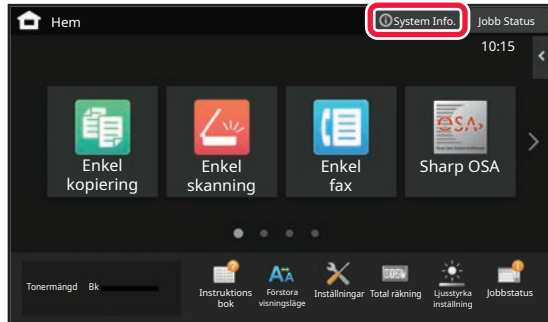 Hem
System Info.
Jobb Status
10:15
Enkel
kopiering
Enkel
skanning
Enkel
fax
Sharp OSA
Tonermängd Bk
Instruktions
bok
Förstora
visningsläge
Inställningar
Total räkning
Ljusstyrka
inställning
Jobbstatus